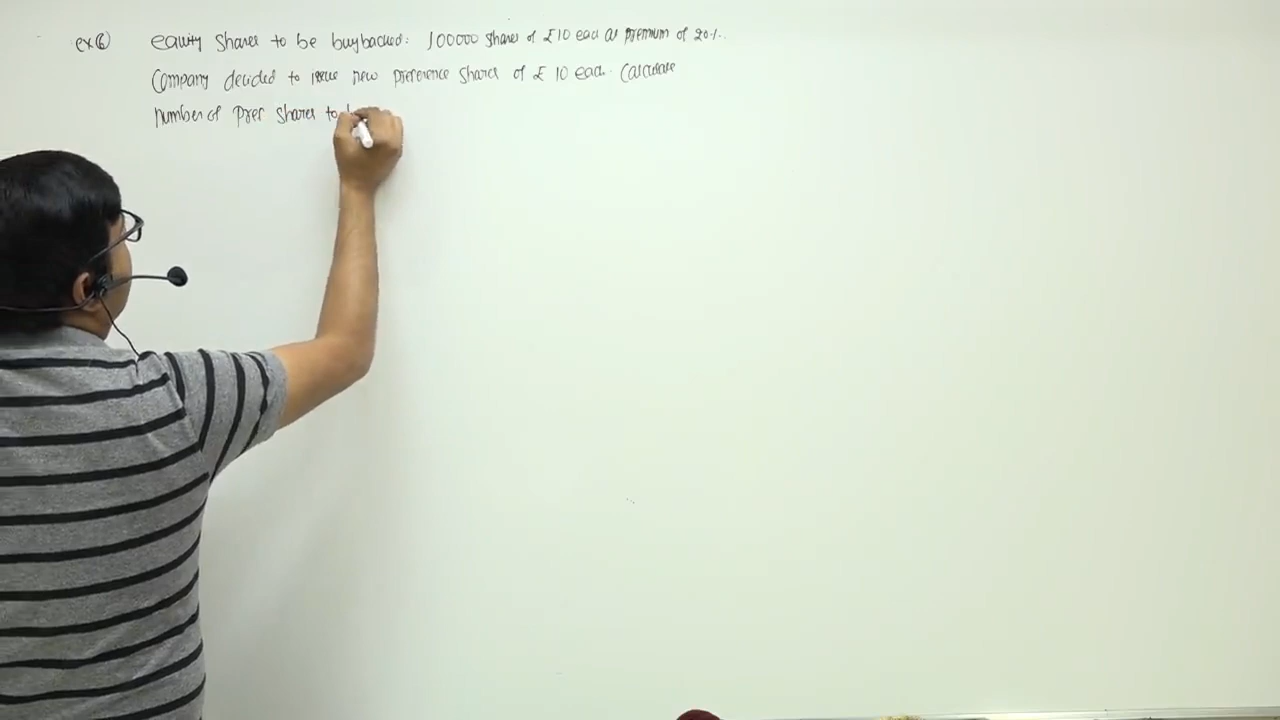 ex ⑥ equity shares to be buybacked: 100000 share of £10 each at premium of 20%.
Company decided to issue new preference shares of £ 10 each. Calculate
number of Pref shares to b